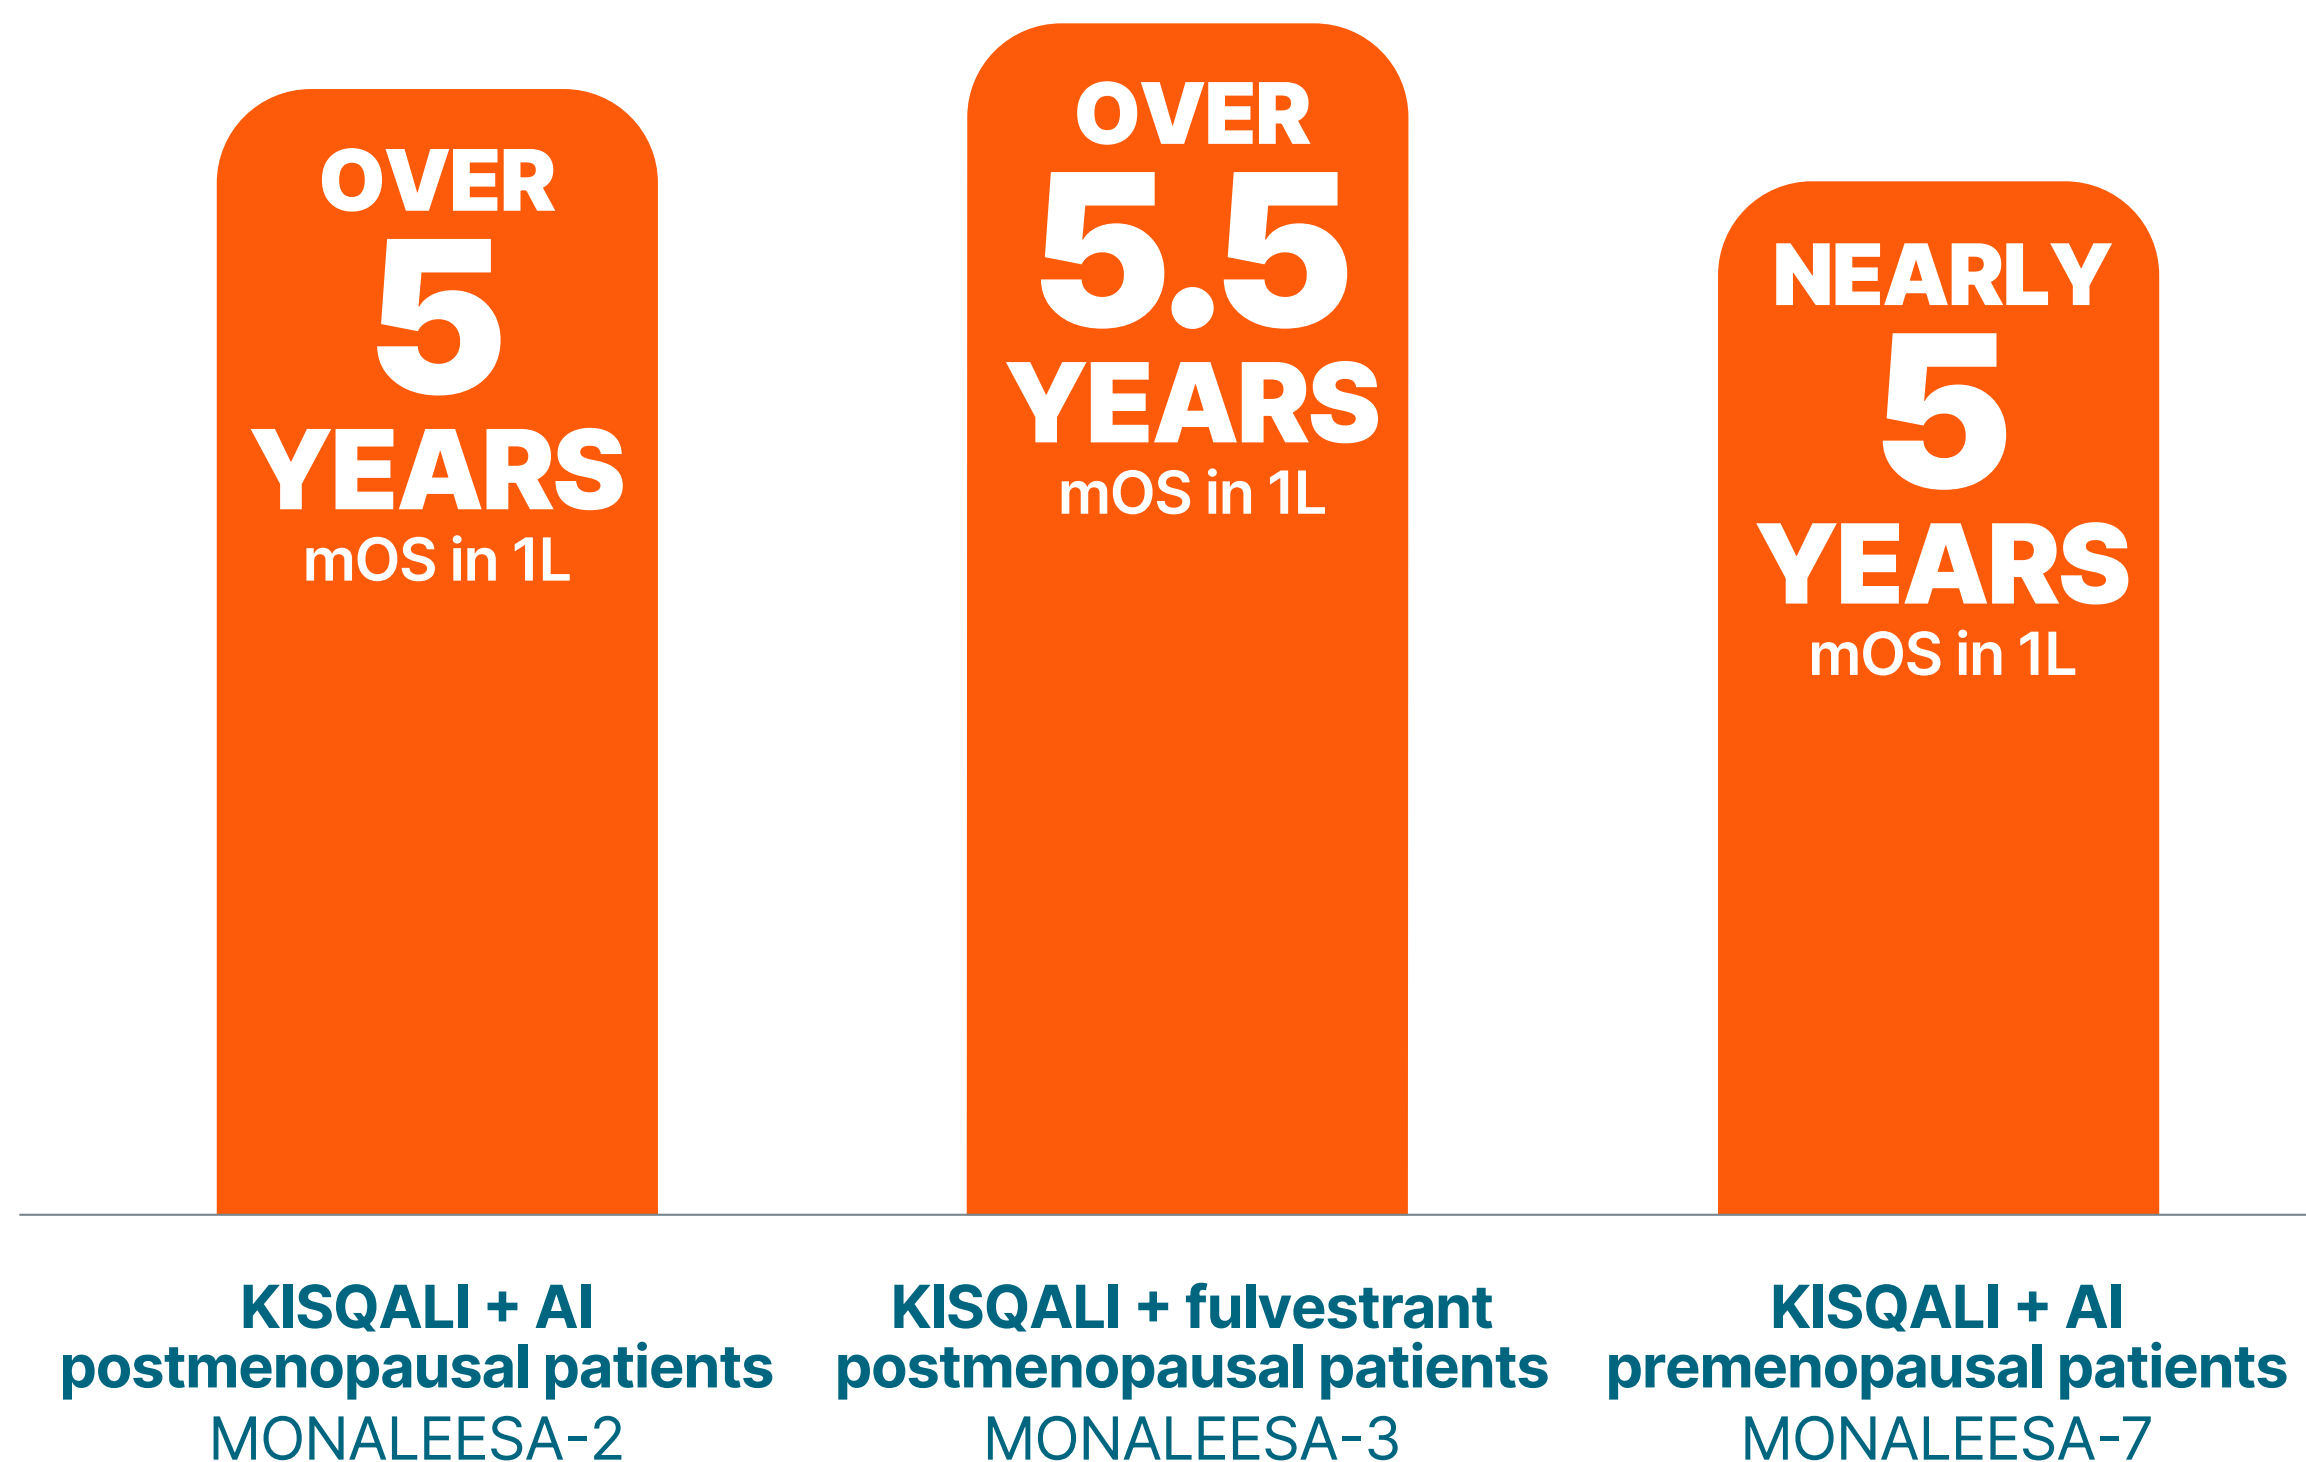 OVER
5
YEARS
mOS in 1L
OVER
5.5
YEARS
mOS in 1L
NEARLY
5
YEARS
mOS in 1L
KISQALI + AI
postmenopausal patients
MONALEESA-2
KISQALI + fulvestrant
postmenopausal patients
MONALEESA-3
KISQALI + AI
premenopausal patients
MONALEESA-7